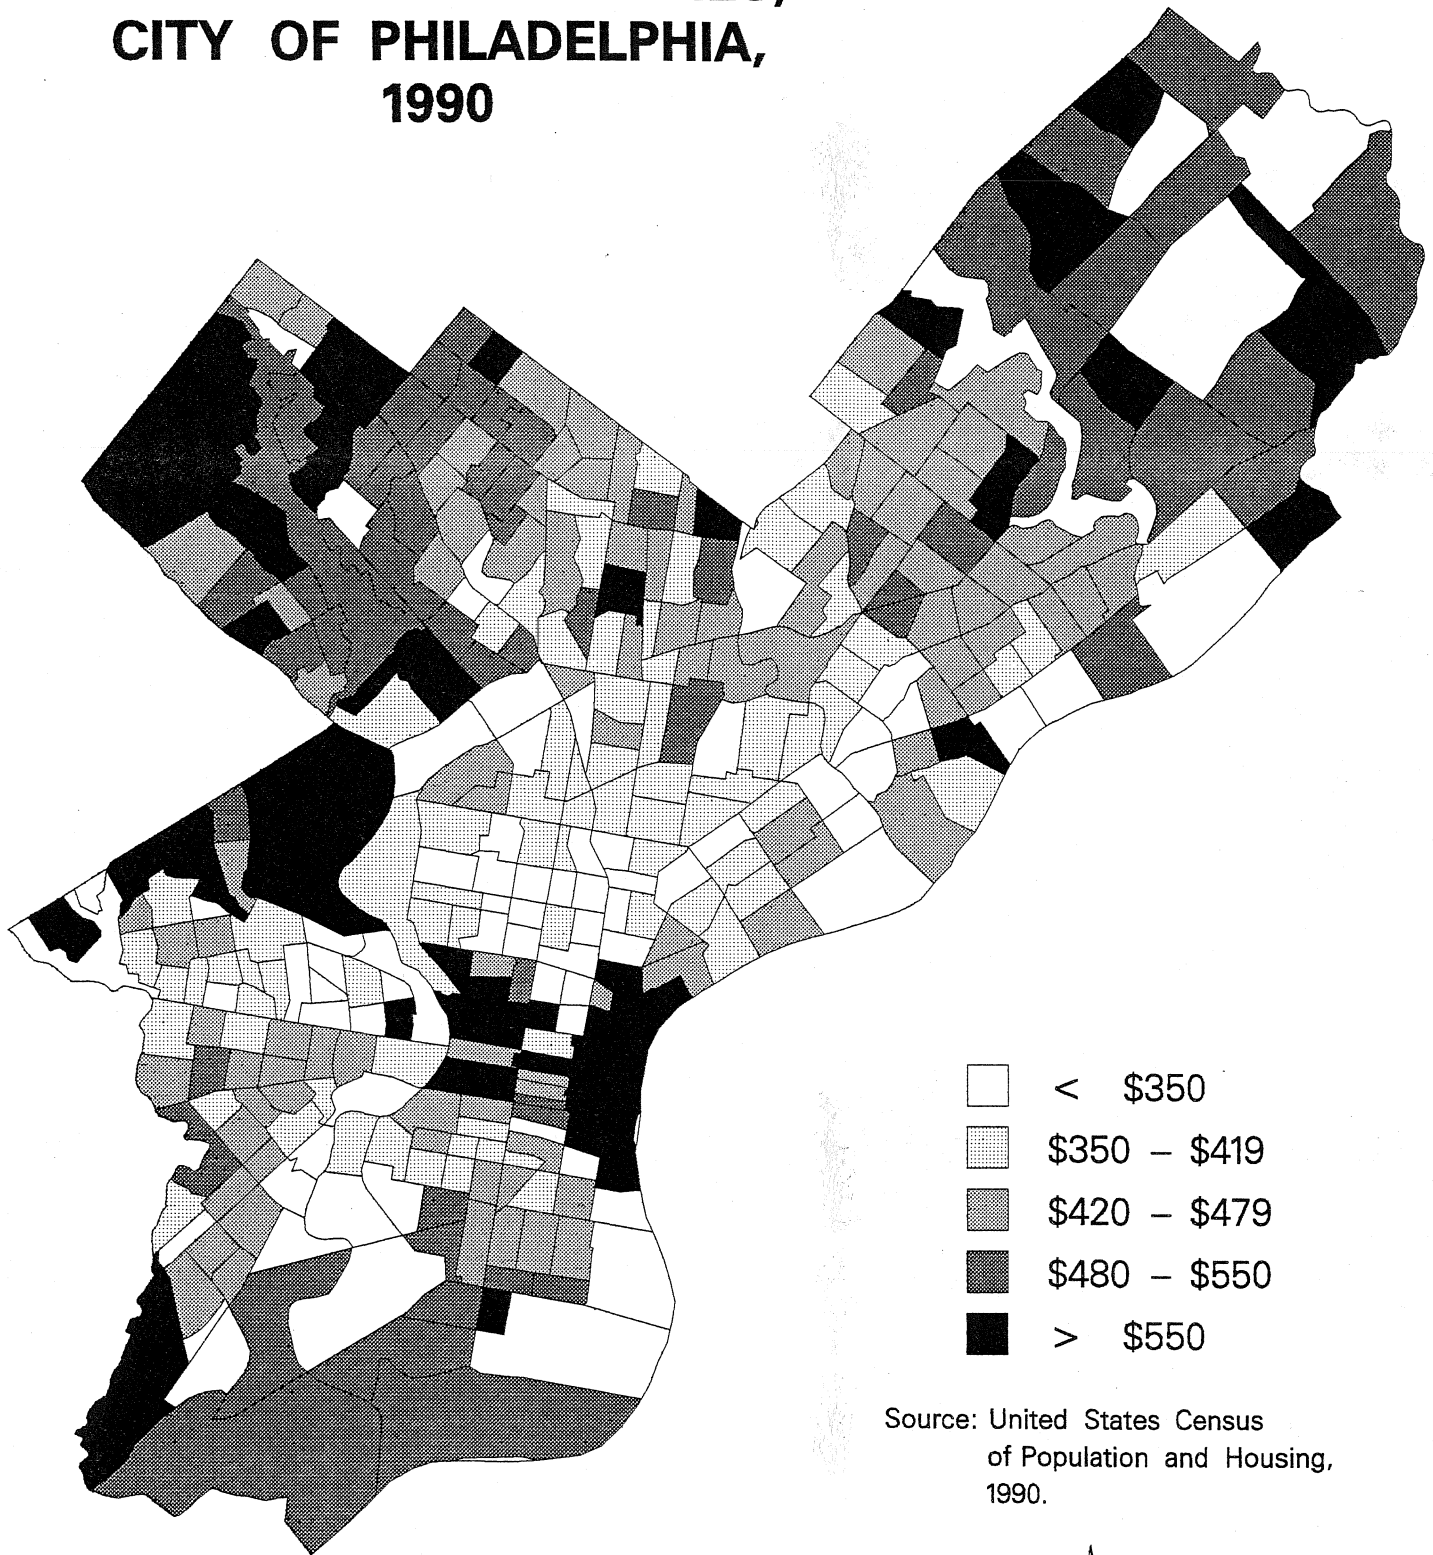 CITY OF PHILADELPHIA,
1990
< $350
$350 – $419
$420 – $479
$480 – $550
> $550
Source: United States Census
of Population and Housing,
1990.